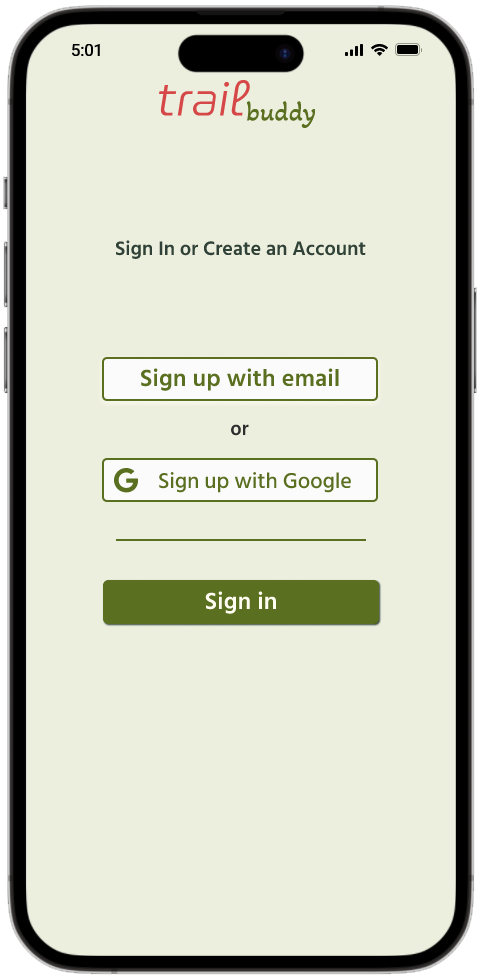 5:01
trail buddy
Sign In or Create an Account
Sign up with email
or
G Sign up with Google
Sign in